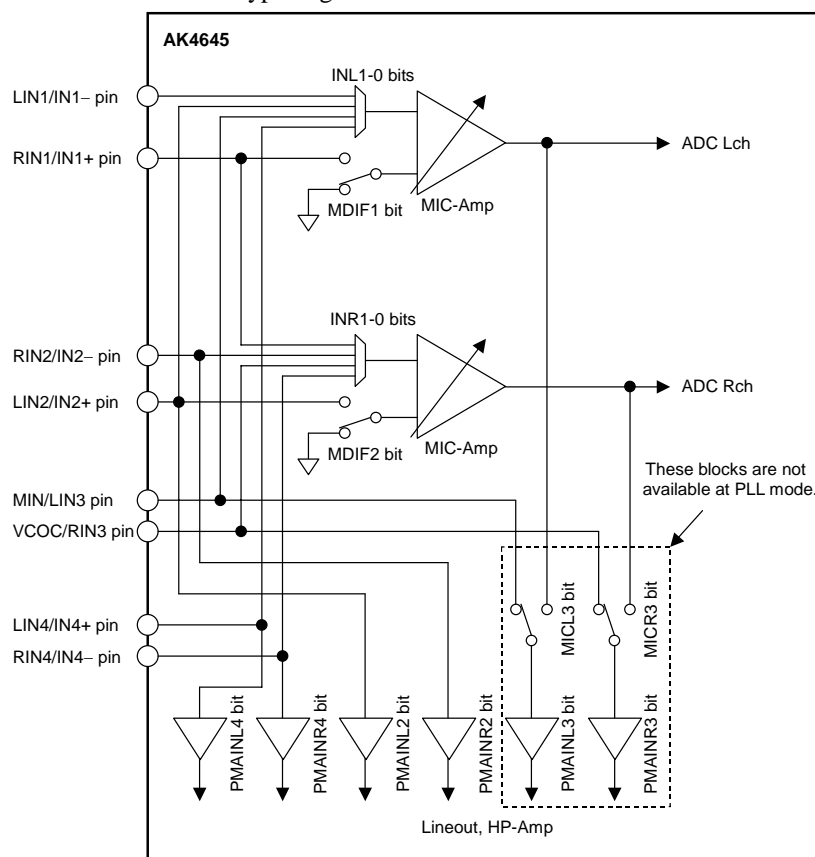 AK4645
INL1-0 bits
LIN1/IN1− pin
ADC Lch
RIN1/IN1+ pin
MDIF1 bit
MIC-Amp
INR1-0 bits
RIN2/IN2− pin
ADC Rch
LIN2/IN2+ pin
MDIF2 bit
MIC-Amp
These blocks are not
available at PLL mode.
MIN/LIN3 pin
VCOC/RIN3 pin
MICL3 bit
MICR3 bit
LIN4/IN4+ pin
RIN4/IN4− pin
PMAINL4 bit
PMAINR4 bit
PMAINL2 bit
PMAINR2 bit
PMAINL3 bit
PMAINR3 bit
Lineout, HP-Amp